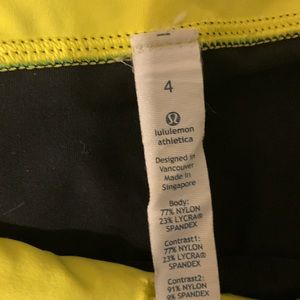 4
lululemon
athletica
Designed in
Vancouver
Made in
Singapore
Body:
77% NYLON
23% LYCRA®
SPANDEX
Contrast1:
77% NYLON
23% LYCRA®
SPANDEX
Contrast2:
91% NYLON
9% SPANDEX